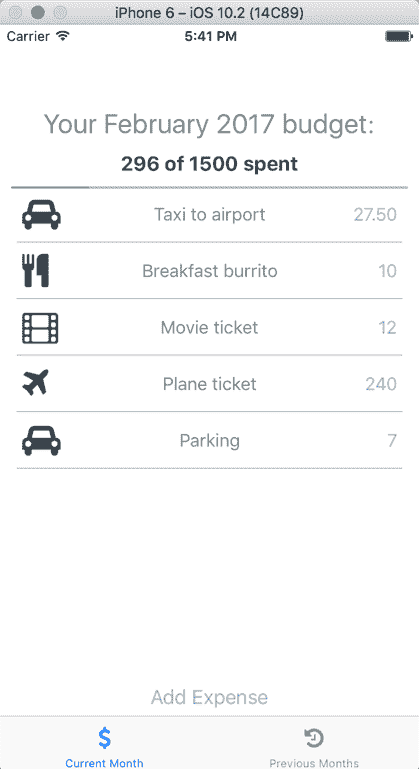 iPhone 6 – iOS 10.2 (14C89)
Carrier 5:41 PM
Your February 2017 budget:
296 of 1500 spent
Taxi to airport 27.50
Breakfast burrito 10
Movie ticket 12
Plane ticket 240
Parking 7
Add Expense
Current Month Previous Months